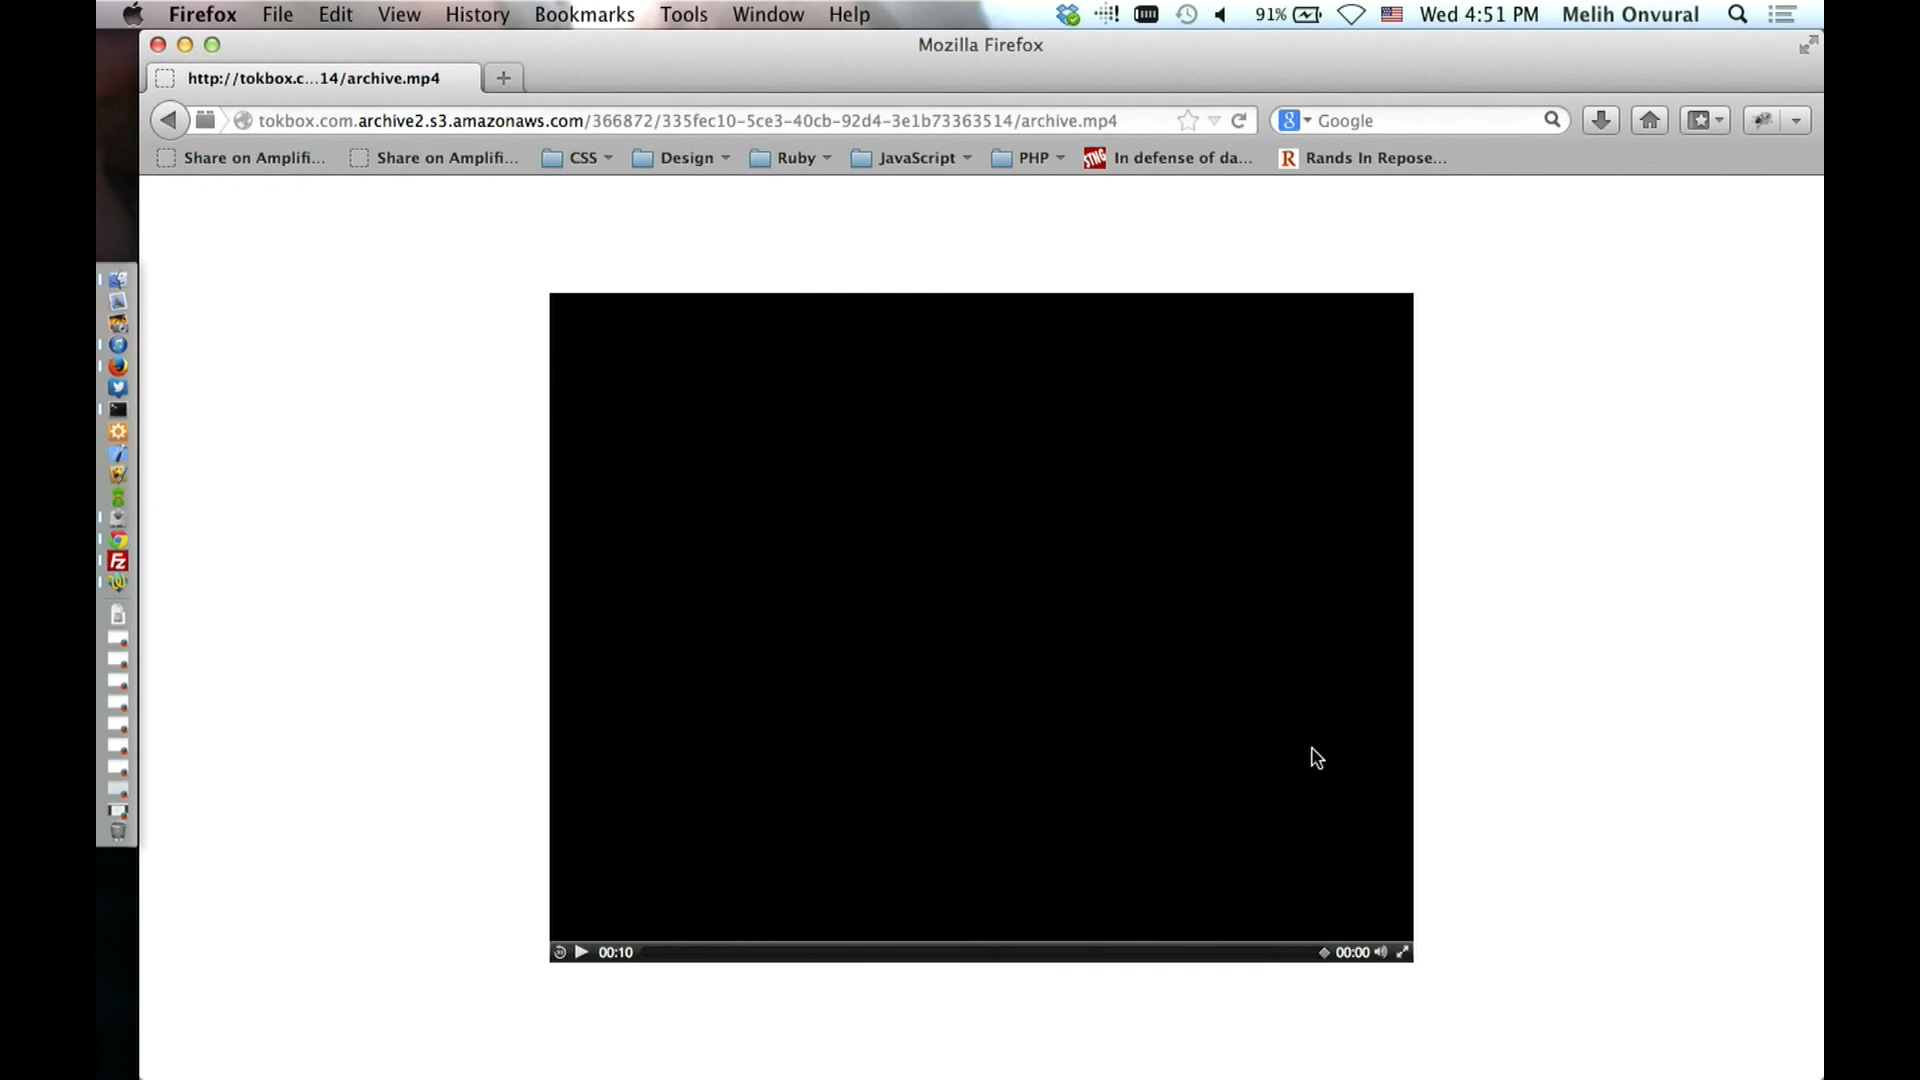 Firefox File Edit View History Bookmarks Tools Window Help 91% Wed 4:51 PM Melih Onvural
Mozilla Firefox
http://tokbox.c...14/archive.mp4
tokbox.com.archive2.s3.amazonaws.com/366872/335fec10-5ce3-40cb-92d4-3e1b73363514/archive.mp4 Google
Share on Amplifi... Share on Amplifi... CSS Design Ruby JavaScript PHP STNG In defense of da... R Rands In Repose...
Fz
00:10 00:00